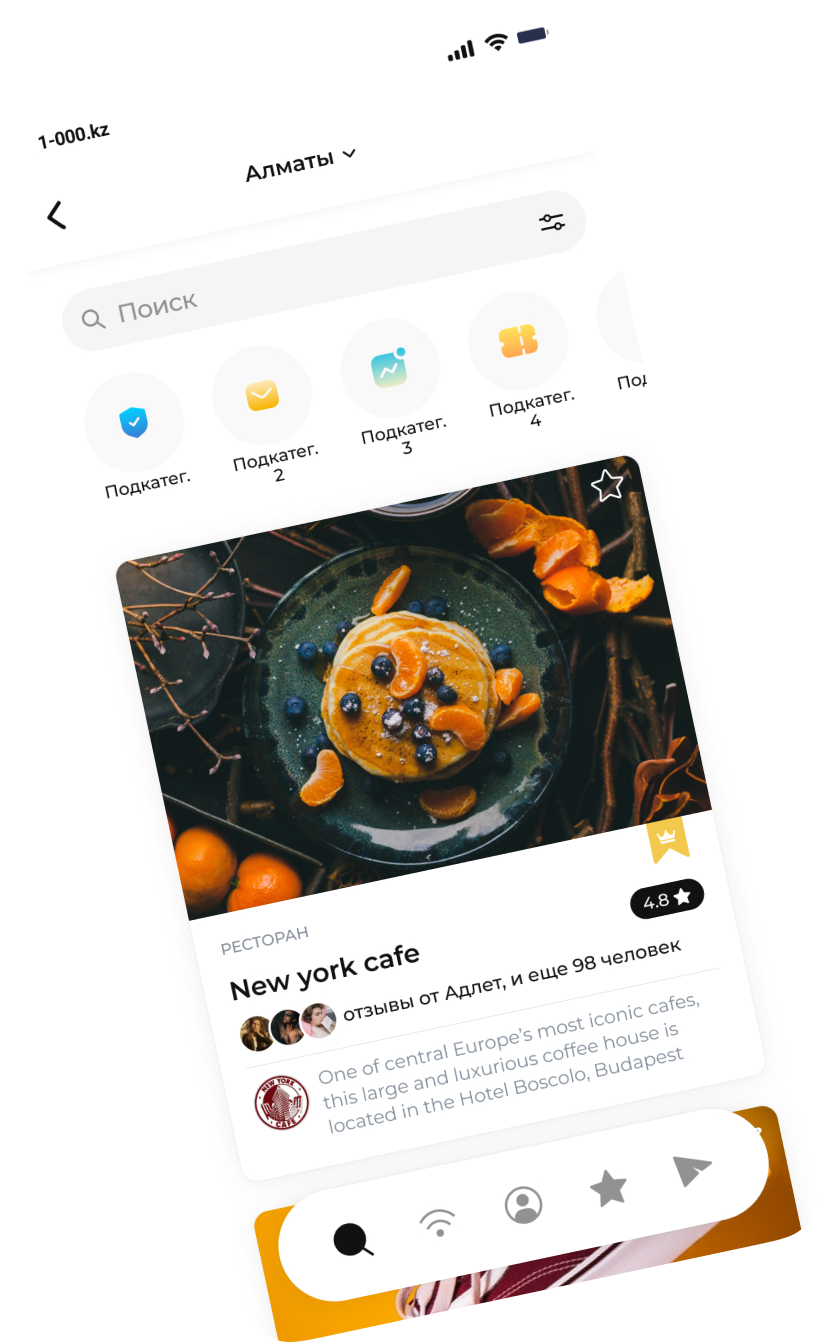 1-000.kz
Алматы
Поиск
Подкатег.
Подкатег.
2
Подкатег.
3
Подкатег.
4
Под
РЕСТОРАН
4.8
New york cafe
отзывы от Адлет, и еще 98 человек
One of central Europe's most iconic cafes,
this large and luxurious coffee house is
located in the Hotel Boscolo, Budapest
NEW YORK
CAFE